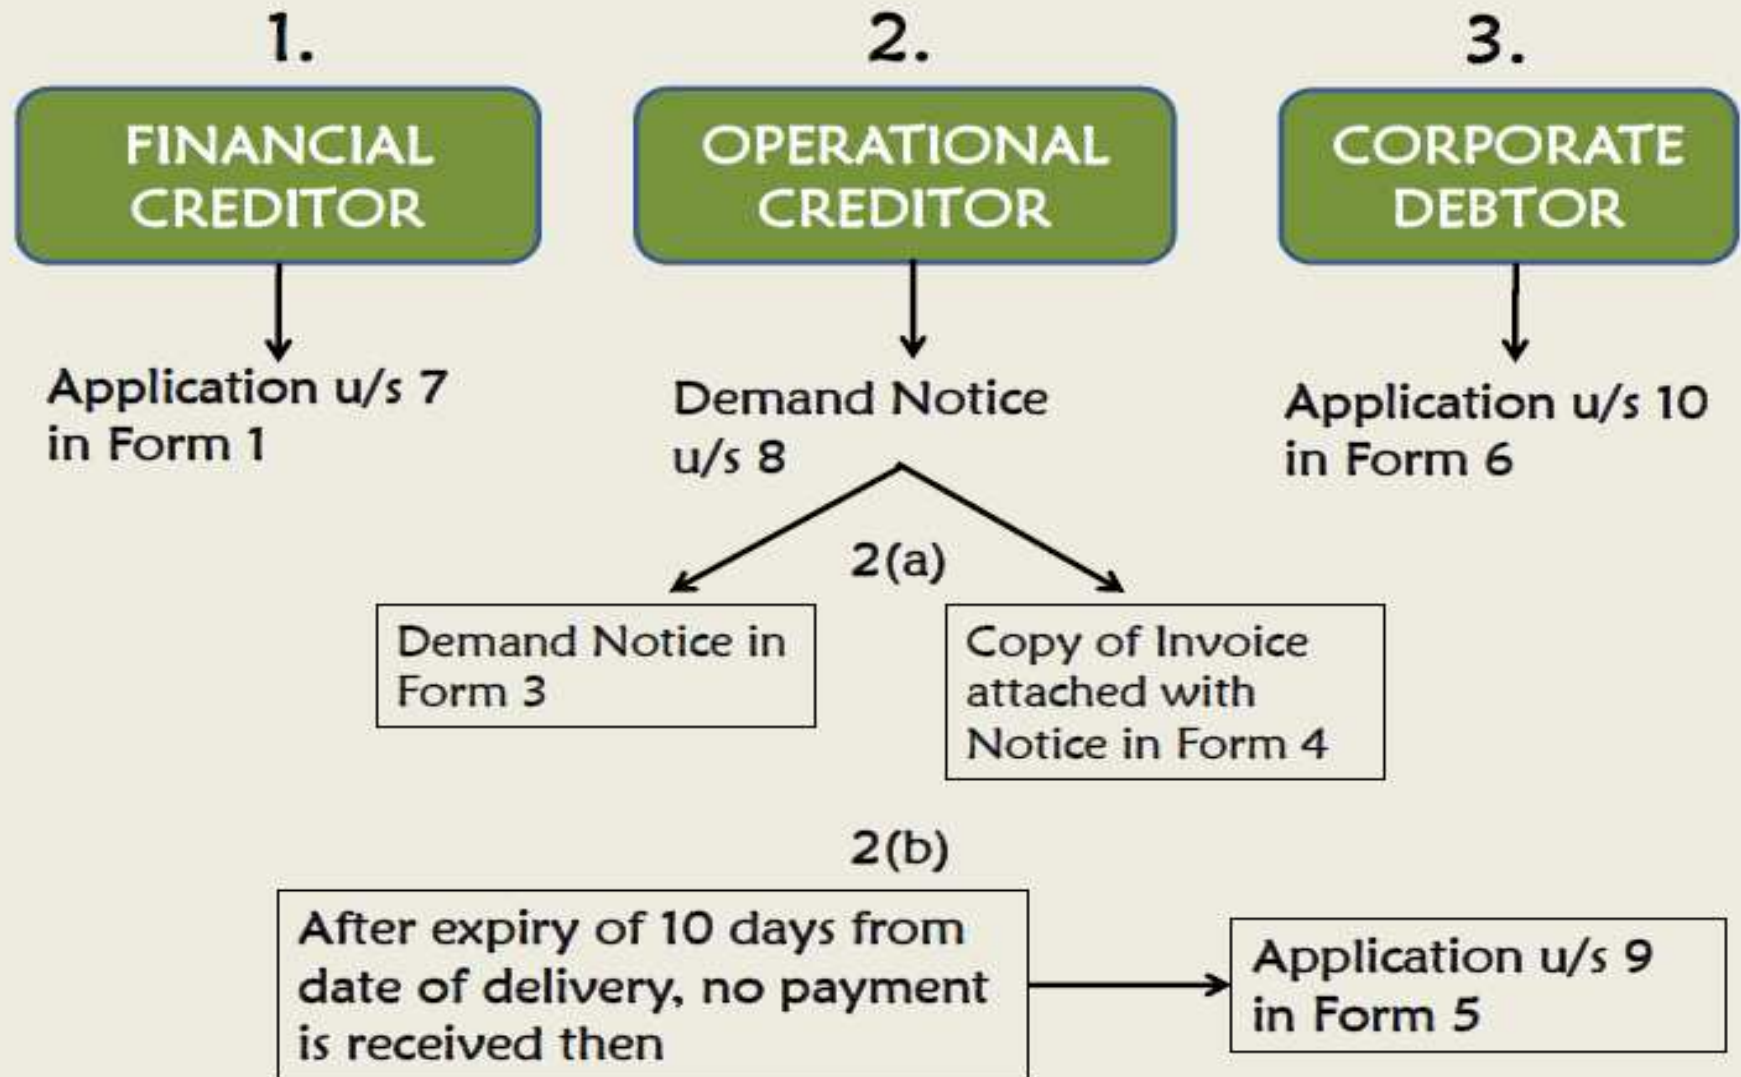 1.
2.
3.
FINANCIAL
CREDITOR
OPERATIONAL
CREDITOR
CORPORATE
DEBTOR
Application u/s 7
in Form 1
Demand Notice
u/s 8
Application u/s 10
in Form 6
2(a)
Demand Notice in
Form 3
Copy of Invoice
attached with
Notice in Form 4
2(b)
After expiry of 10 days from
date of delivery, no payment
is received then
Application u/s 9
in Form 5